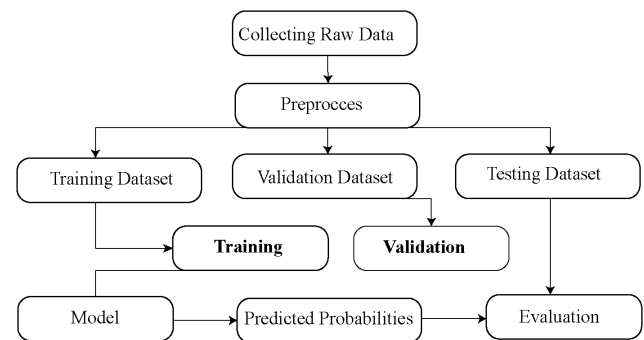 Collecting Raw Data
Preprocces
Training Dataset
Validation Dataset
Testing Dataset
Training
Validation
Model
Predicted Probabilities
Evaluation